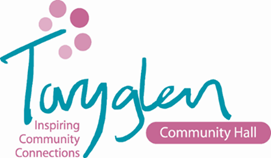 Toryglen
Inspiring
Community
Connections
Community Hall